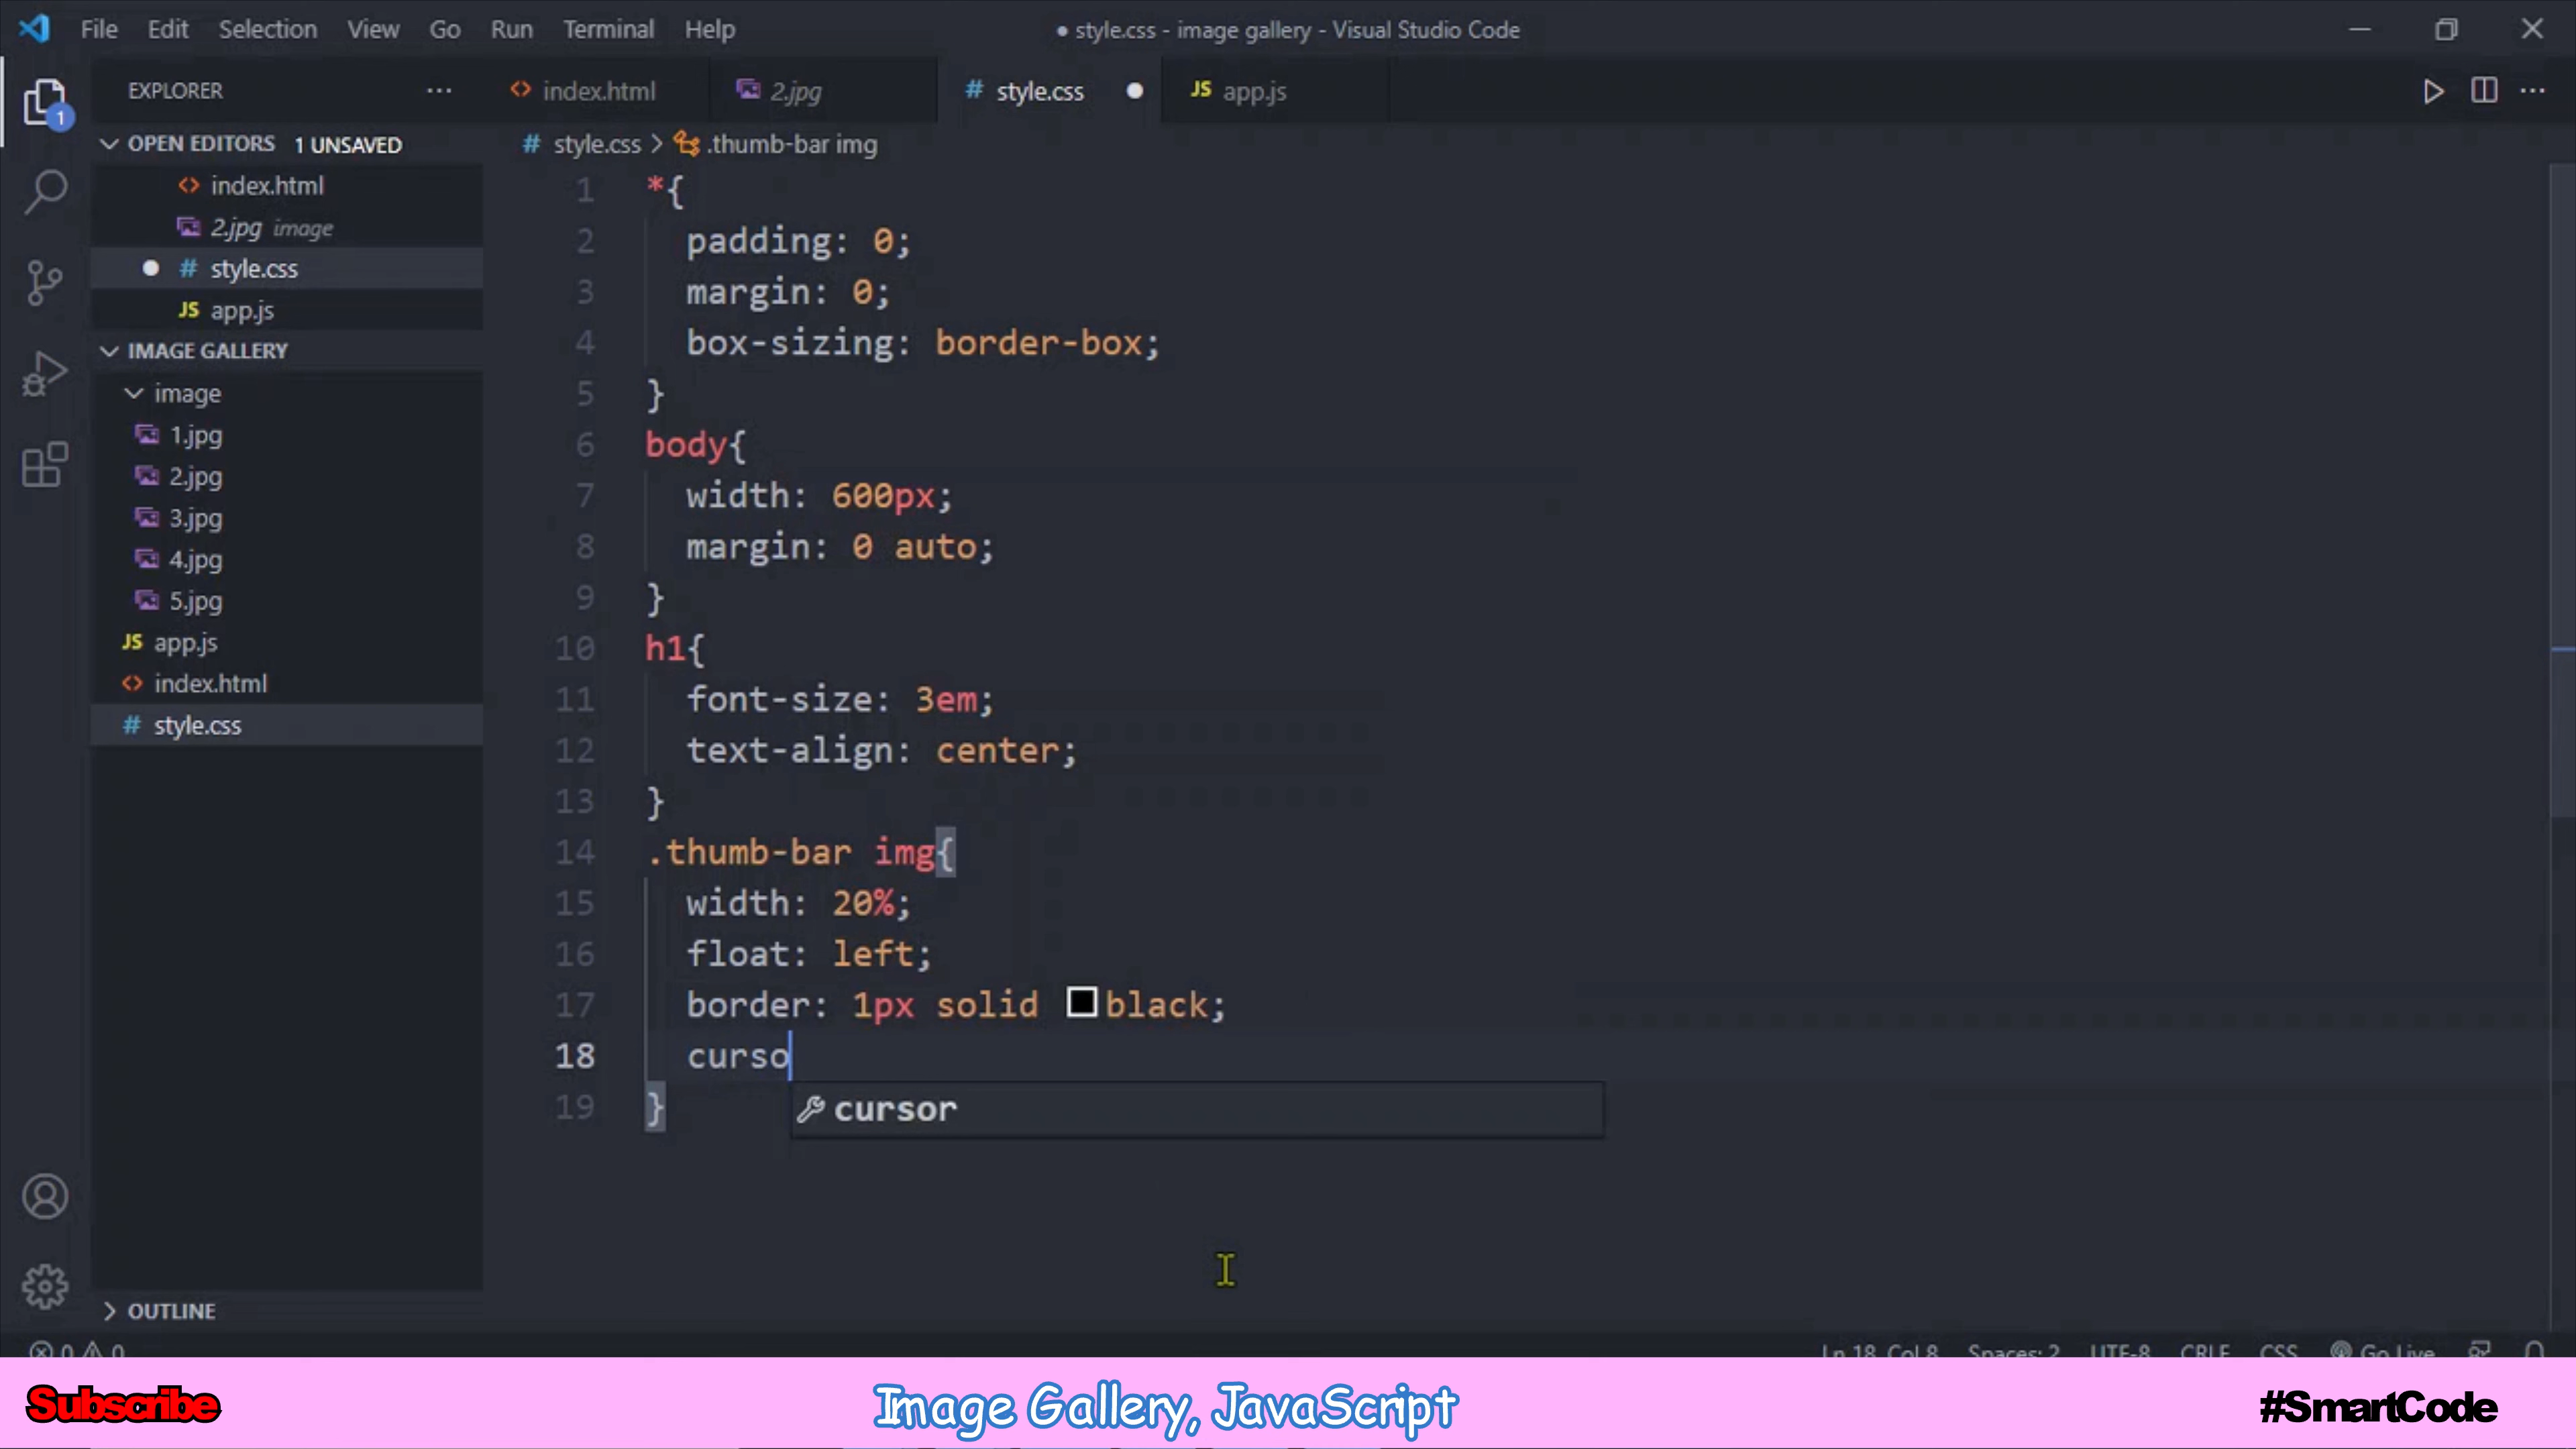 File Edit Selection View Go Run Terminal Help
● style.css - image gallery - Visual Studio Code
EXPLORER
index.html
2.jpg
# style.css
JS app.js
1
OPEN EDITORS 1 UNSAVED
index.html
2.jpg image
# style.css
JS app.js
IMAGE GALLERY
image
1.jpg
2.jpg
3.jpg
4.jpg
5.jpg
JS app.js
index.html
# style.css
OUTLINE
# style.css > .thumb-bar img
1 *{
2 padding: 0;
3 margin: 0;
4 box-sizing: border-box;
5 }
6 body{
7 width: 600px;
8 margin: 0 auto;
9 }
10 h1{
11 font-size: 3em;
12 text-align: center;
13 }
14 .thumb-bar img{
15 width: 20%;
16 float: left;
17 border: 1px solid black;
18 curso
19 }
cursor
0 0
Ln 18, Col 8 Spaces: 2 UTF-8 CRLF CSS Go Live
Subscribe
Image Gallery, JavaScript
#SmartCode